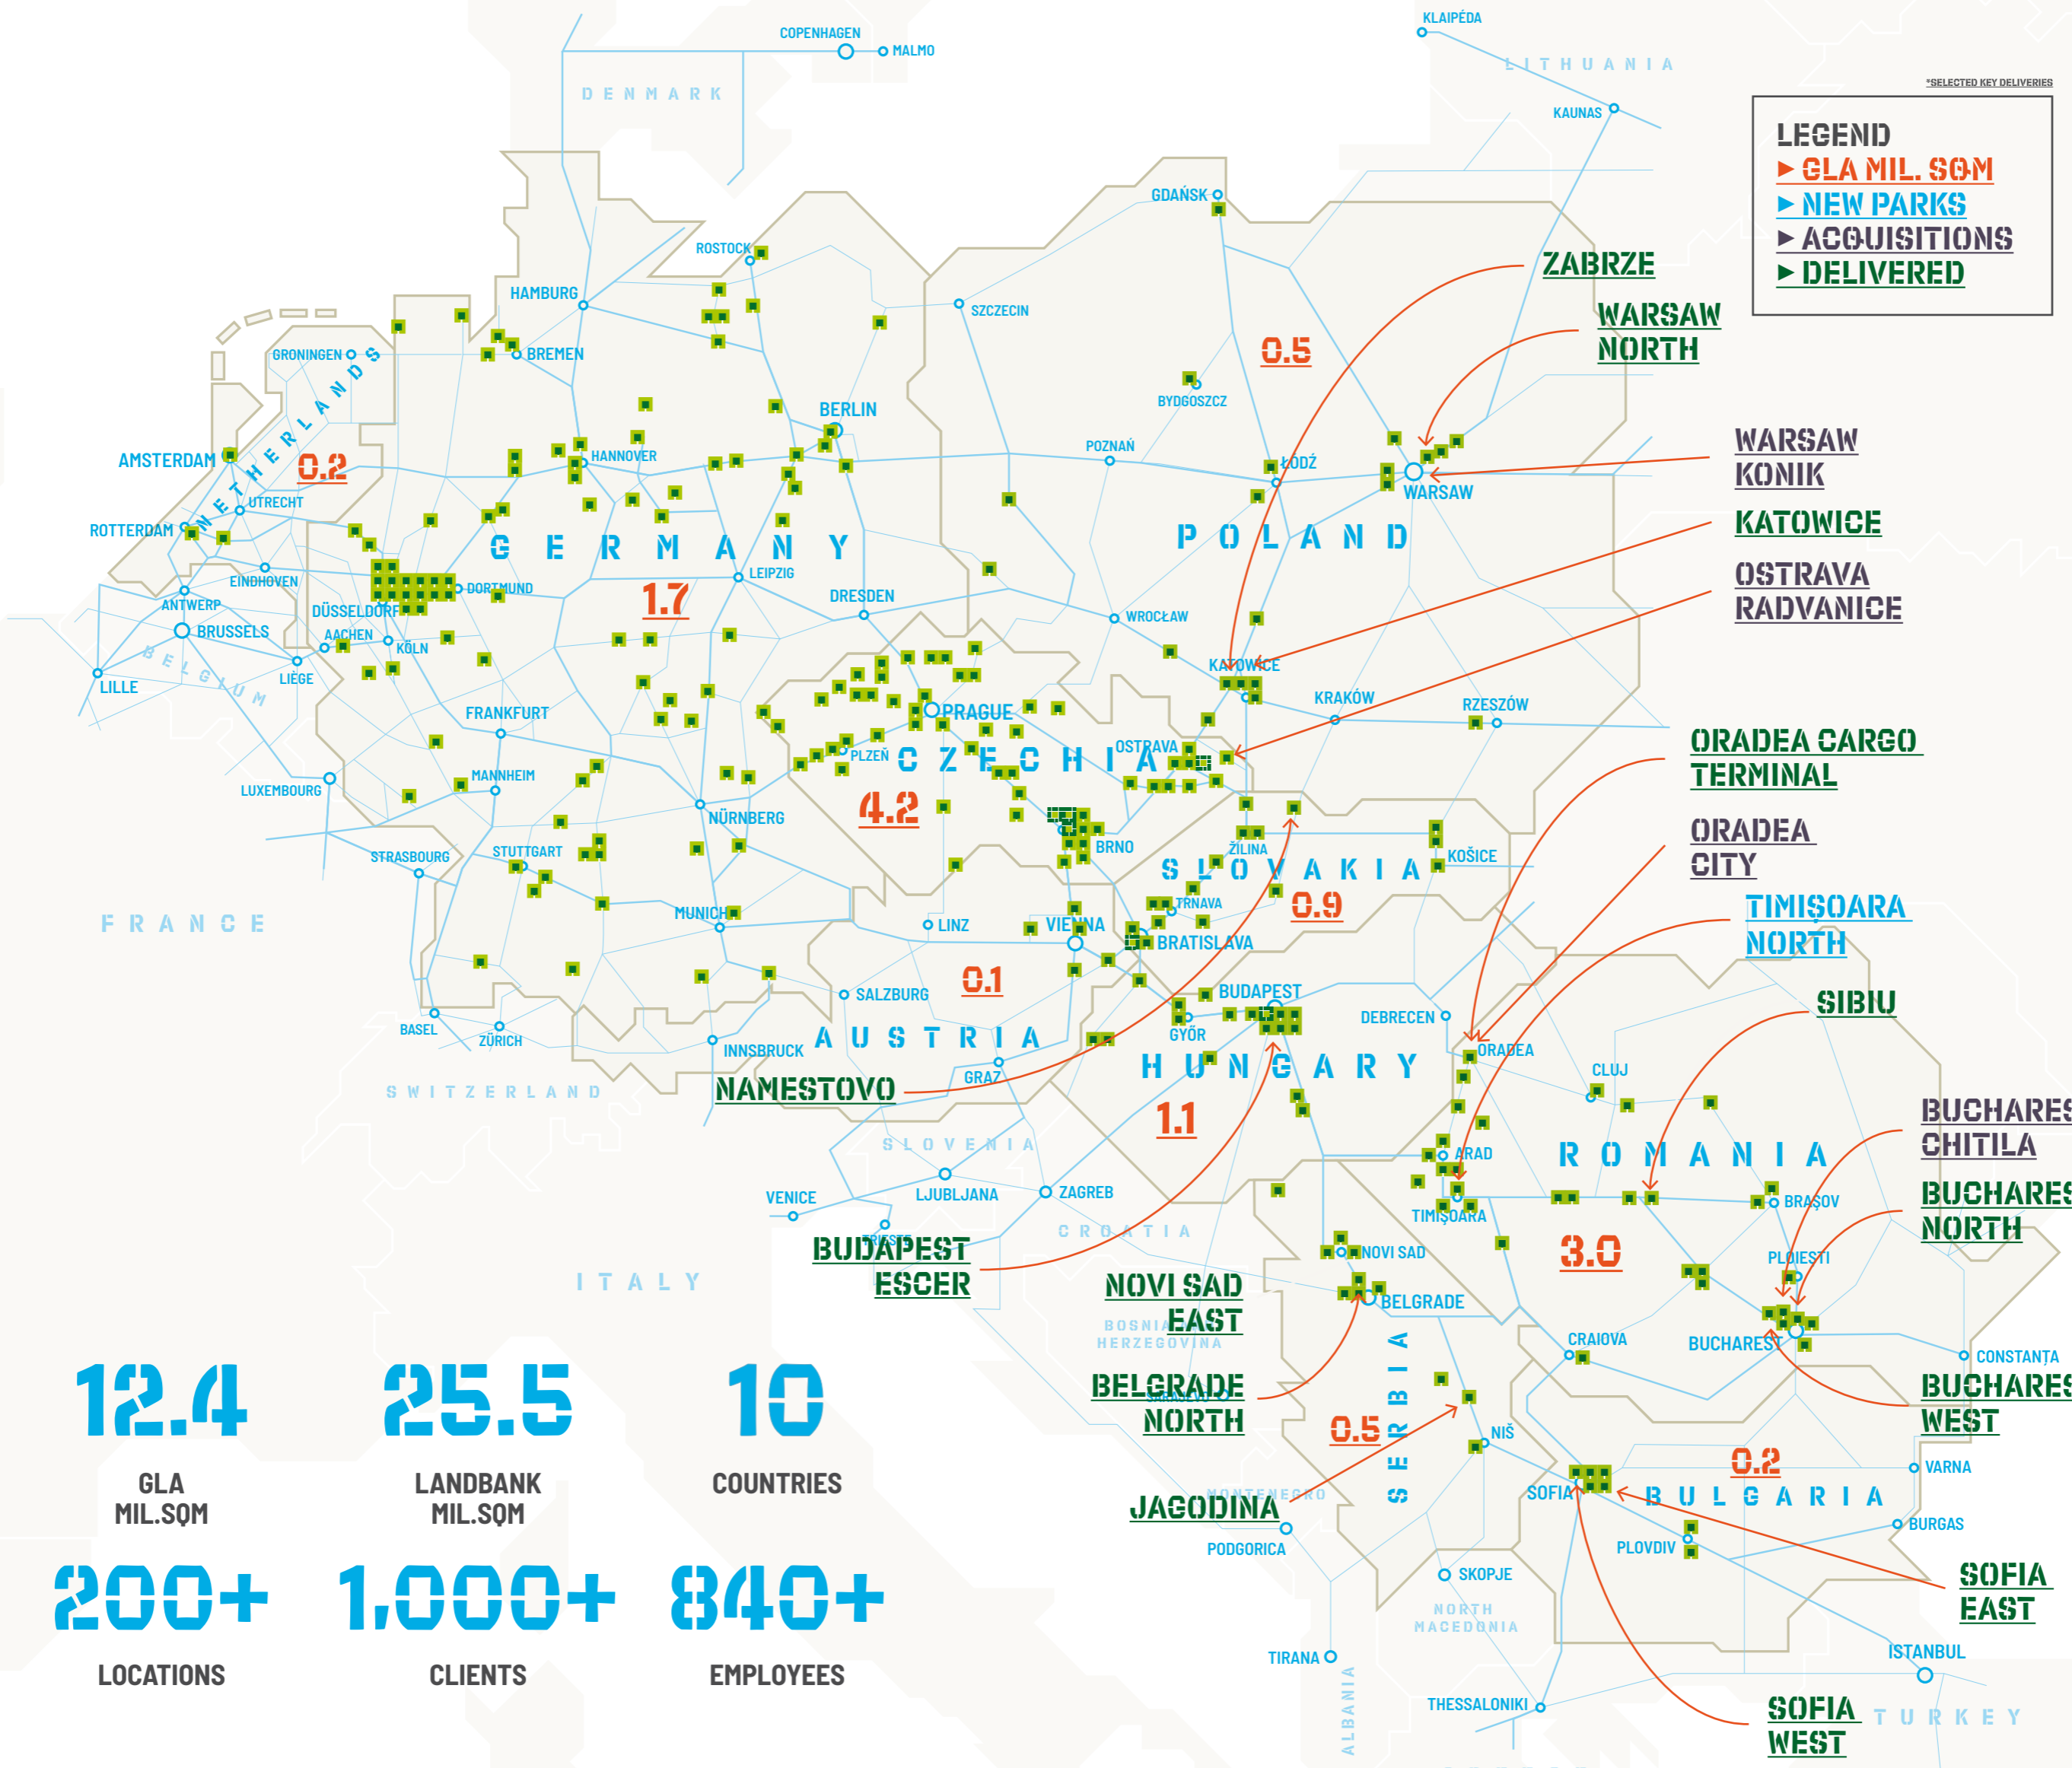 COPENHAGEN
MALMO
KLAIPÉDA
DENMARK
LITHUANIA
KAUNAS
*SELECTED KEY DELIVERIES
LEGEND
GLA MIL. SQM
NEW PARKS
ACQUISITIONS
DELIVERED
GDAŃSK
ROSTOCK
HAMBURG
SZCZECIN
ZABRZE
WARSAW
NORTH
GRONINGEN
BREMEN
0.5
BYDGOSZCZ
BERLIN
NETHERLANDS
AMSTERDAM
0.2
HANNOVER
POZNAŃ
ŁÓDŹ
WARSAW
WARSAW
KONIK
UTRECHT
ROTTERDAM
GERMANY
POLAND
KATOWICE
EINDHOVEN
ANTWERP
DÜSSELDORF
DORTMUND
LEIPZIG
1.7
DRESDEN
OSTRAVA
RADVANICE
BRUSSELS
AACHEN
KÖLN
WROCŁAW
BELGIUM
LIÈGE
LILLE
KATOWICE
KRAKÓW
RZESZÓW
FRANKFURT
PRAGUE
PLZEŇ
CZECHIA
OSTRAVA
ORADEA CARGO
TERMINAL
LUXEMBOURG
MANNHEIM
4.2
NÜRNBERG
BRNO
STRASBOURG
STUTTGART
ŽILINA
SLOVAKIA
KOŠICE
ORADEA
CITY
FRANCE
MUNICH
LINZ
VIENNA
TRNAVA
0.9
BRATISLAVA
TIMIȘOARA
NORTH
0.1
SALZBURG
BUDAPEST
SIBIU
BASEL
ZÜRICH
INNSBRUCK
AUSTRIA
GYŐR
DEBRECEN
HUNGARY
ORADEA
SWITZERLAND
NAMESTOVO
GRAZ
CLUJ
1.1
BUCHARES
CHITILA
SLOVENIA
ARAD
ROMANIA
VENICE
LJUBLJANA
ZAGREB
TIMIȘOARA
BRAȘOV
BUCHARES
NORTH
TRIESTE
CROATIA
BUDAPEST
ECSER
NOVI SAD
3.0
PLOIESTI
ITALY
NOVI SAD
EAST
BELGRADE
BOSNIA
HERZEGOVINA
CRAIOVA
BUCHAREST
CONSTANȚA
12.4
25.5
10
SARAJEVO
BELGRADE
NORTH
SERBIA
BUCHARES
WEST
GLA
MIL.SQM
LANDBANK
MIL.SQM
COUNTRIES
0.5
NIŠ
0.2
VARNA
MONTENEGRO
JAGODINA
SOFIA
BULGARIA
BURGAS
PODGORICA
PLOVDIV
200+
1,000+
840+
SKOPJE
SOFIA
EAST
NORTH
MACEDONIA
LOCATIONS
CLIENTS
EMPLOYEES
TIRANA
ISTANBUL
ALBANIA
THESSALONIKI
SOFIA
WEST
TURKEY